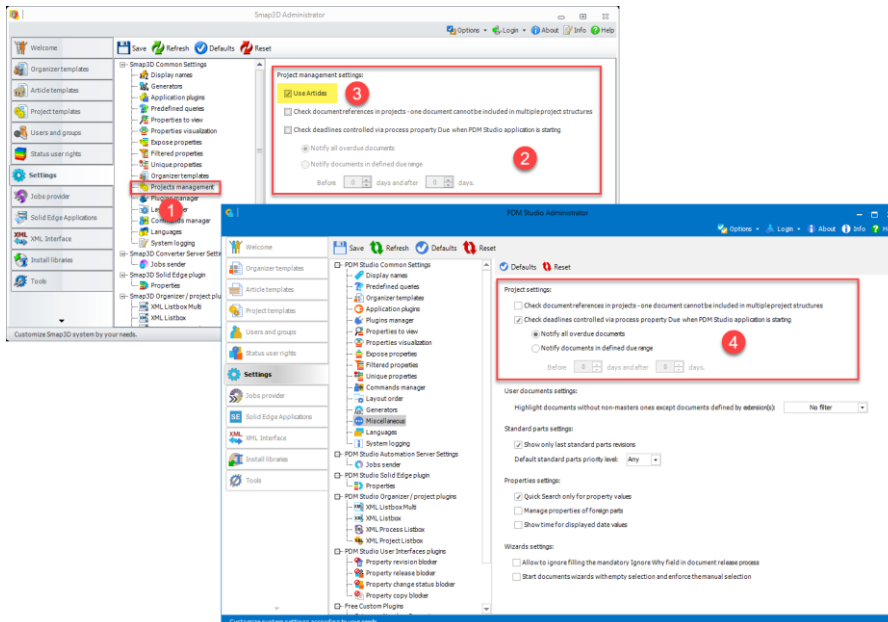 Smap3D Administrator
Options Login About Info Help
Welcome
Organizer templates
Article templates
Project templates
Users and groups
Status user rights
Settings
Jobs provider
Solid Edge Applications
XML Interface
Install libraries
Tools
Customize Smap3D system by your needs.
Save Refresh Defaults Reset
Smap3D Common Settings
Display names
Generators
Application plugins
Predefined queries
Properties to view
Properties visualization
Expose properties
Filtered properties
Unique properties
Organizer templates
Projects management
Plugins manager
1
Commands manager
Languages
System logging
Smap3D Converter Server Settin
Jobs sender
Smap3D Solid Edge plugin
Properties
Smap3D Organizer / project plu
XML Listbox Multi
XML Listbox
Project management settings:
Use Articles
3
Check document references in projects - one document cannot be included in multiple project structures
Check deadlines controlled via process property Due when PDM Studio application is starting
Notify all overdue documents
Notify documents in defined due range
2
Before 0 days and after 0 days.
PDM Studio Administrator
Options Login About Info
Welcome
Organizer templates
Article templates
Project templates
Users and groups
Status user rights
Settings
Jobs provider
SE Solid Edge Applications
XML XML Interface
Install libraries
Tools
Customize system settings according to your needs.
Save Refresh Defaults Reset
PDM Studio Common Settings
Display names
Predefined queries
Organizer templates
Application plugins
Plugins manager
Properties to view
Properties visualization
Expose properties
Filtered properties
Unique properties
Commands manager
Layout order
Generators
Miscellaneous
Languages
System logging
PDM Studio Automation Server Settings
Jobs sender
PDM Studio Solid Edge plugin
Properties
PDM Studio Organizer / project plugins
XML Listbox Multi
XML Listbox
XML Process Listbox
XML Project Listbox
PDM Studio User Interfaces plugins
Property revision blocker
Property release blocker
Property change status blocker
Property copy blocker
Free Custom Plugins
Defaults Reset
Project settings:
Check document references in projects - one document cannot be included in multiple project structures
Check deadlines controlled via process property Due when PDM Studio application is starting
Notify all overdue documents
4
Notify documents in defined due range
Before 0 days and after 0 days.
User documents settings:
Highlight documents without non-masters ones except documents defined by extension(s): No filter
Standard parts settings:
Show only last standard parts revisions
Default standard parts priority level: Any
Properties settings:
Quick Search only for property values
Manage properties of foreign parts
Show time for displayed date values
Wizards settings:
Allow to ignore filling the mandatory Ignore Why field in document release process
Start documents wizards with empty selection and enforce the manual selection